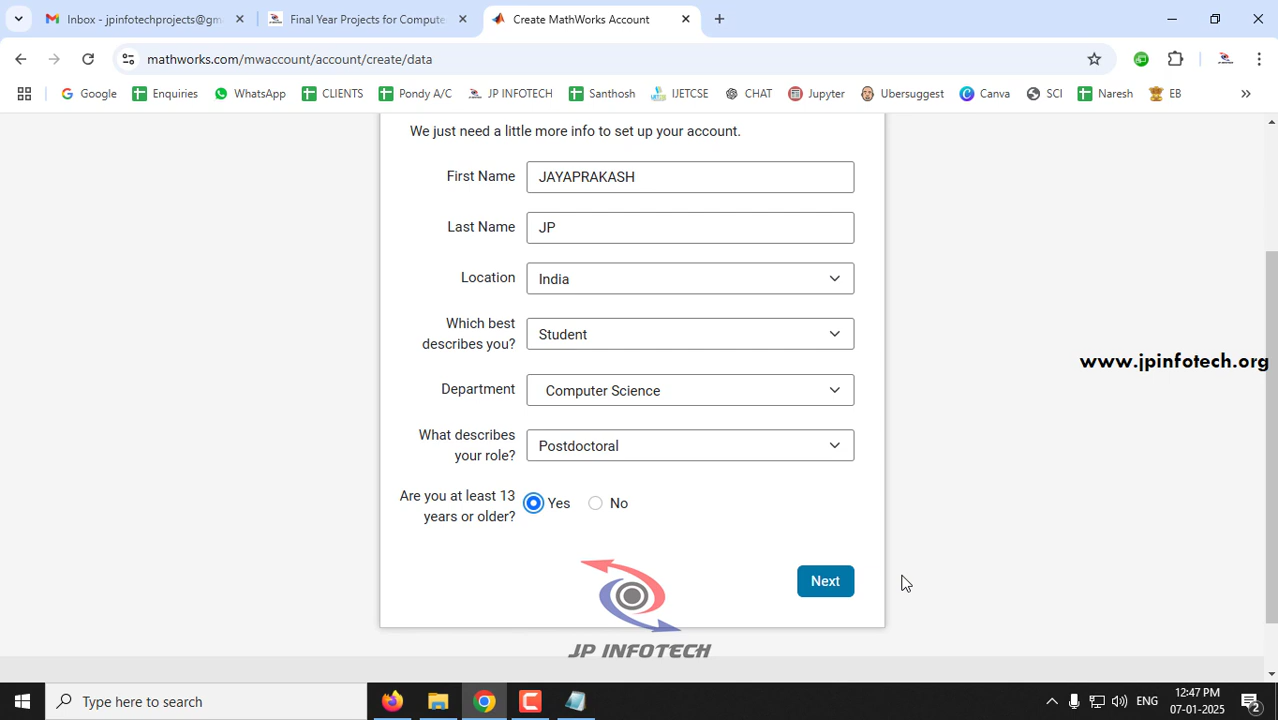 Inbox - jpinfotechprojects@gm
Final Year Projects for Compute
Create MathWorks Account
mathworks.com/mwaccount/account/create/data
Google
Enquiries
WhatsApp
CLIENTS
Pondy A/C
JP INFOTECH
Santhosh
IJETCSE
CHAT
Jupyter
Ubersuggest
Canva
SCI
Naresh
EB
We just need a little more info to set up your account.
First Name
JAYAPRAKASH
Last Name
JP
Location
India
Which best
describes you?
Student
Department
Computer Science
What describes
your role?
Postdoctoral
Are you at least 13
years or older?
Yes
No
Next
JP INFOTECH
www.jpinfotech.org
Type here to search
ENG
12:47 PM
07-01-2025
2